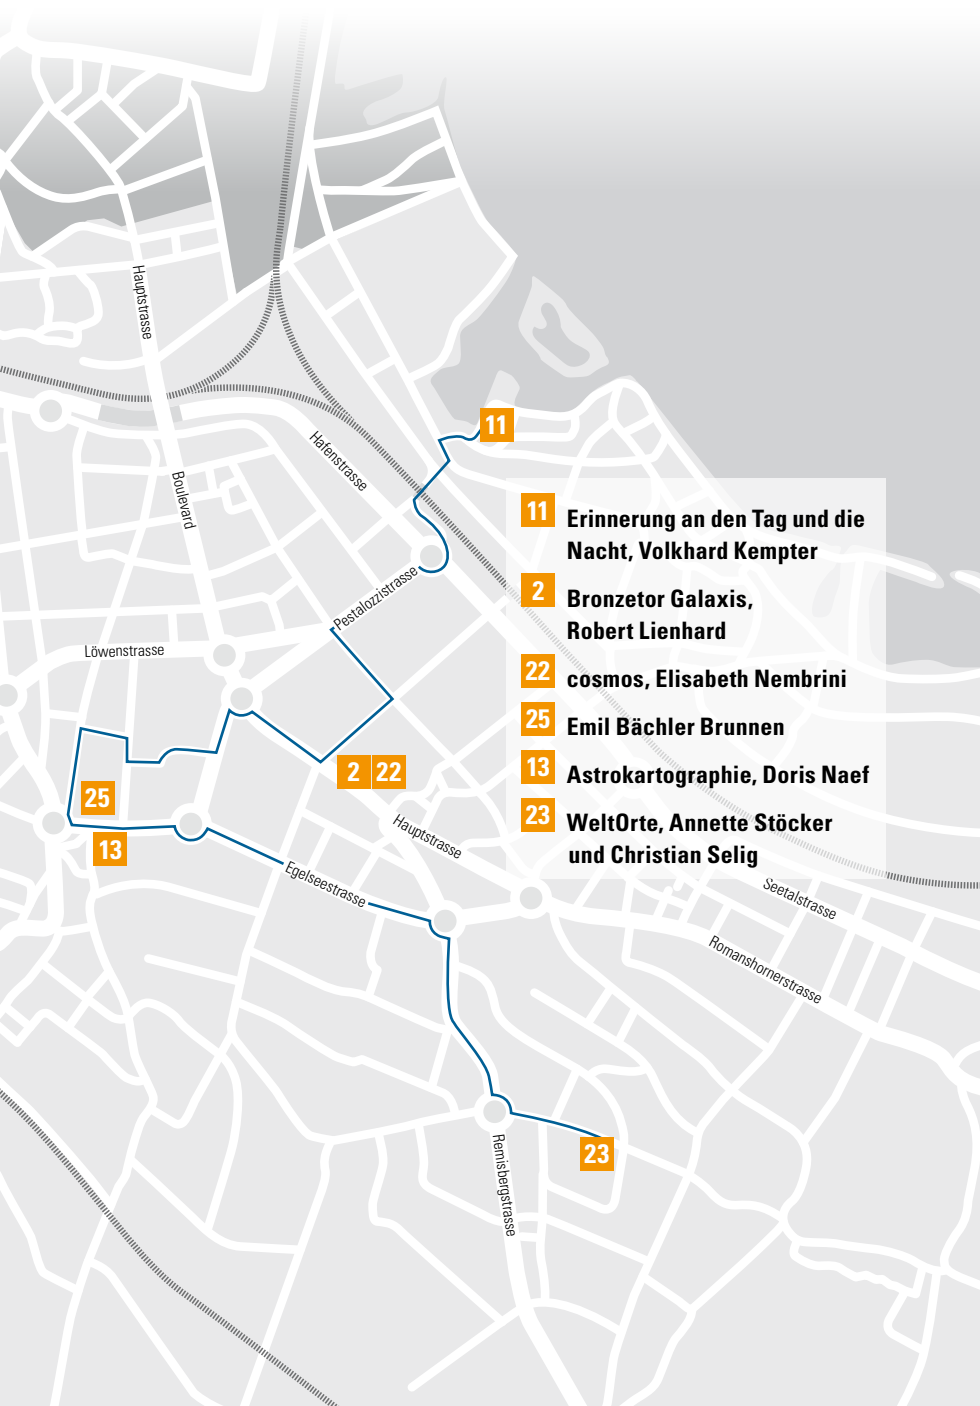 Hauptstrasse
11
Hafenstrasse
Boulevard
11 Erinnerung an den Tag und die
Nacht, Volkhard Kempter
Pestalozzistrasse
2 Bronzetor Galaxis,
Robert Lienhard
Löwenstrasse
22 cosmos, Elisabeth Nembrini
25 Emil Bächler Brunnen
2 22
13 Astrokartographie, Doris Naef
25
23 WeltOrte, Annette Stöcker
und Christian Selig
Hauptstrasse
13
Egelseestrasse
Seetalstrasse
Romanshornerstrasse
23
Remisbergstrasse